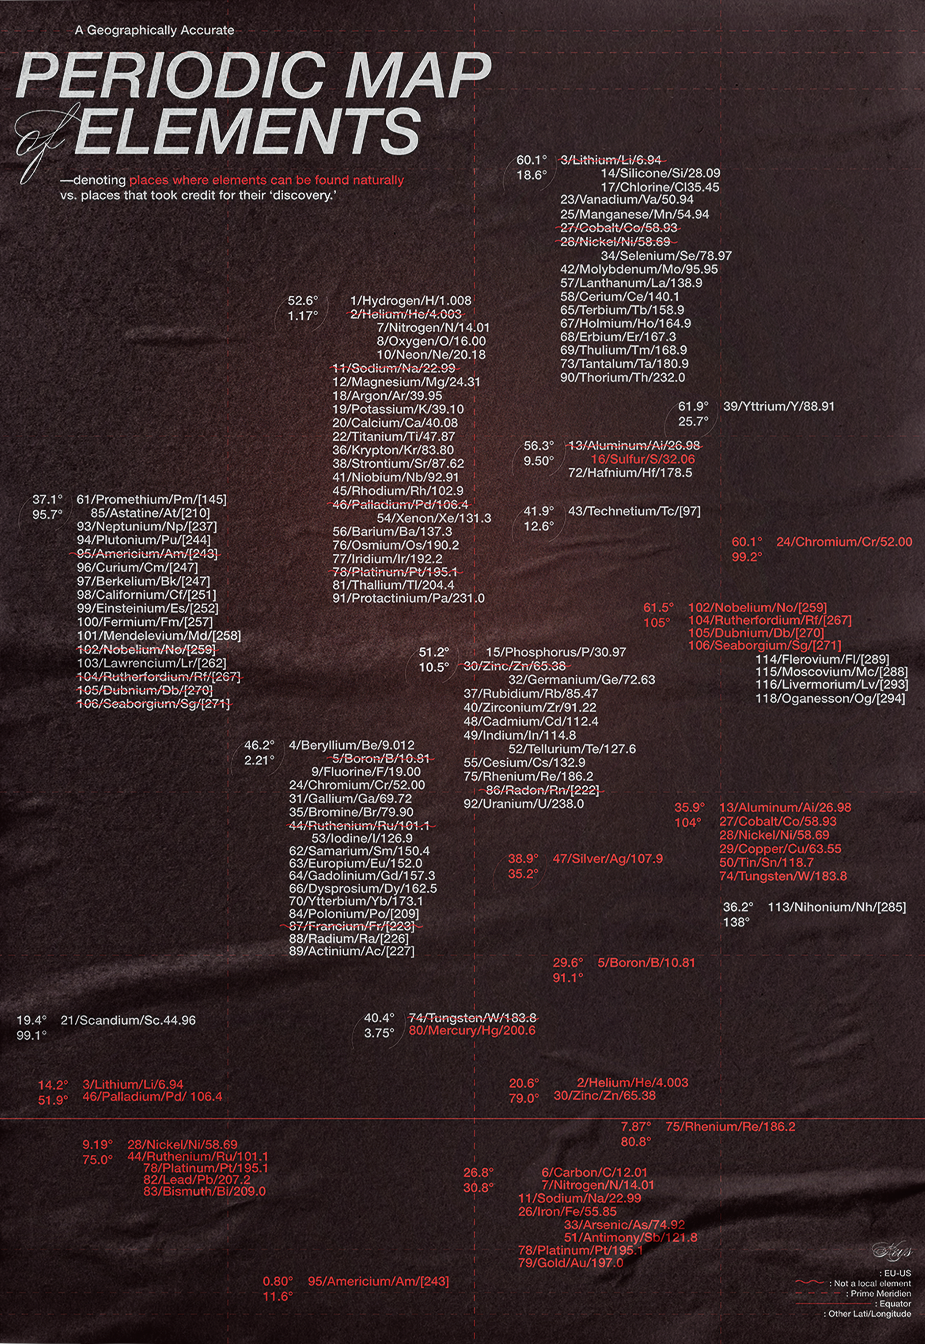 A Geographically Accurate
PERIODIC MAP
of ELEMENTS
—denoting places where elements can be found naturally
vs. places that took credit for their ‘discovery.’
60.1°
18.6°
3/Lithium/Li/6.94
14/Silicone/Si/28.09
17/Chlorine/Cl35.45
23/Vanadium/Va/50.94
25/Manganese/Mn/54.94
27/Cobalt/Co/58.93
28/Nickel/Ni/58.69
34/Selenium/Se/78.97
42/Molybdenum/Mo/95.95
57/Lanthanum/La/138.9
58/Cerium/Ce/140.1
65/Terbium/Tb/158.9
67/Holmium/Ho/164.9
68/Erbium/Er/167.3
69/Thulium/Tm/168.9
73/Tantalum/Ta/180.9
90/Thorium/Th/232.0
52.6°
1.17°
1/Hydrogen/H/1.008
2/Helium/He/4.003
7/Nitrogen/N/14.01
8/Oxygen/O/16.00
10/Neon/Ne/20.18
11/Sodium/Na/22.99
12/Magnesium/Mg/24.31
18/Argon/Ar/39.95
19/Potassium/K/39.10
20/Calcium/Ca/40.08
22/Titanium/Ti/47.87
36/Krypton/Kr/83.80
38/Strontium/Sr/87.62
41/Niobium/Nb/92.91
45/Rhodium/Rh/102.9
46/Palladium/Pd/106.4
54/Xenon/Xe/131.3
56/Barium/Ba/137.3
76/Osmium/Os/190.2
77/Iridium/Ir/192.2
78/Platinum/Pt/195.1
81/Thallium/Tl/204.4
91/Protactinium/Pa/231.0
61.9°
25.7°
39/Yttrium/Y/88.91
56.3°
9.50°
13/Aluminum/Ai/26.98
16/Sulfur/S/32.06
72/Hafnium/Hf/178.5
37.1°
95.7°
61/Promethium/Pm/[145]
85/Astatine/At/[210]
93/Neptunium/Np/[237]
94/Plutonium/Pu/[244]
95/Americium/Am/[243]
96/Curium/Cm/[247]
97/Berkelium/Bk/[247]
98/Californium/Cf/[251]
99/Einsteinium/Es/[252]
100/Fermium/Fm/[257]
101/Mendelevium/Md/[258]
102/Nobelium/No/[259]
103/Lawrencium/Lr/[262]
104/Rutherfordium/Rf/[267]
105/Dubnium/Db/[270]
106/Seaborgium/Sg/[271]
41.9°
12.6°
43/Technetium/Tc/[97]
60.1°
99.2°
24/Chromium/Cr/52.00
61.5°
105°
102/Nobelium/No/[259]
104/Rutherfordium/Rf/[267]
105/Dubnium/Db/[270]
106/Seaborgium/Sg/[271]
114/Flerovium/Fl/[289]
115/Moscovium/Mc/[288]
116/Livermorium/Lv/[293]
118/Oganesson/Og/[294]
51.2°
10.5°
15/Phosphorus/P/30.97
30/Zinc/Zn/65.38
32/Germanium/Ge/72.63
37/Rubidium/Rb/85.47
40/Zirconium/Zr/91.22
48/Cadmium/Cd/112.4
49/Indium/In/114.8
52/Tellurium/Te/127.6
55/Cesium/Cs/132.9
75/Rhenium/Re/186.2
86/Radon/Rn/[222]
92/Uranium/U/238.0
46.2°
2.21°
4/Beryllium/Be/9.012
5/Boron/B/10.81
9/Fluorine/F/19.00
24/Chromium/Cr/52.00
31/Gallium/Ga/69.72
35/Bromine/Br/79.90
44/Ruthenium/Ru/101.1
53/Iodine/I/126.9
62/Samarium/Sm/150.4
63/Europium/Eu/152.0
64/Gadolinium/Gd/157.3
66/Dysprosium/Dy/162.5
70/Ytterbium/Yb/173.1
84/Polonium/Po/[209]
87/Francium/Fr/[223]
88/Radium/Ra/[226]
89/Actinium/Ac/[227]
35.9°
104°
13/Aluminum/Ai/26.98
27/Cobalt/Co/58.93
28/Nickel/Ni/58.69
29/Copper/Cu/63.55
50/Tin/Sn/118.7
74/Tungsten/W/183.8
38.9°
35.2°
47/Silver/Ag/107.9
36.2°
138°
113/Nihonium/Nh/[285]
29.6°
91.1°
5/Boron/B/10.81
19.4°
99.1°
21/Scandium/Sc.44.96
40.4°
3.75°
74/Tungsten/W/183.8
80/Mercury/Hg/200.6
14.2°
51.9°
3/Lithium/Li/6.94
46/Palladium/Pd/ 106.4
20.6°
79.0°
2/Helium/He/4.003
30/Zinc/Zn/65.38
7.87°
80.8°
75/Rhenium/Re/186.2
9.19°
75.0°
28/Nickel/Ni/58.69
44/Ruthenium/Ru/101.1
78/Platinum/Pt/195.1
82/Lead/Pb/207.2
83/Bismuth/Bi/209.0
26.8°
30.8°
6/Carbon/C/12.01
7/Nitrogen/N/14.01
11/Sodium/Na/22.99
26/Iron/Fe/55.85
33/Arsenic/As/74.92
51/Antimony/Sb/121.8
78/Platinum/Pt/195.1
79/Gold/Au/197.0
0.80°
11.6°
95/Americium/Am/[243]
Keys
: EU-US
: Not a local element
: Prime Meridien
: Equator
: Other Lati/Longitude